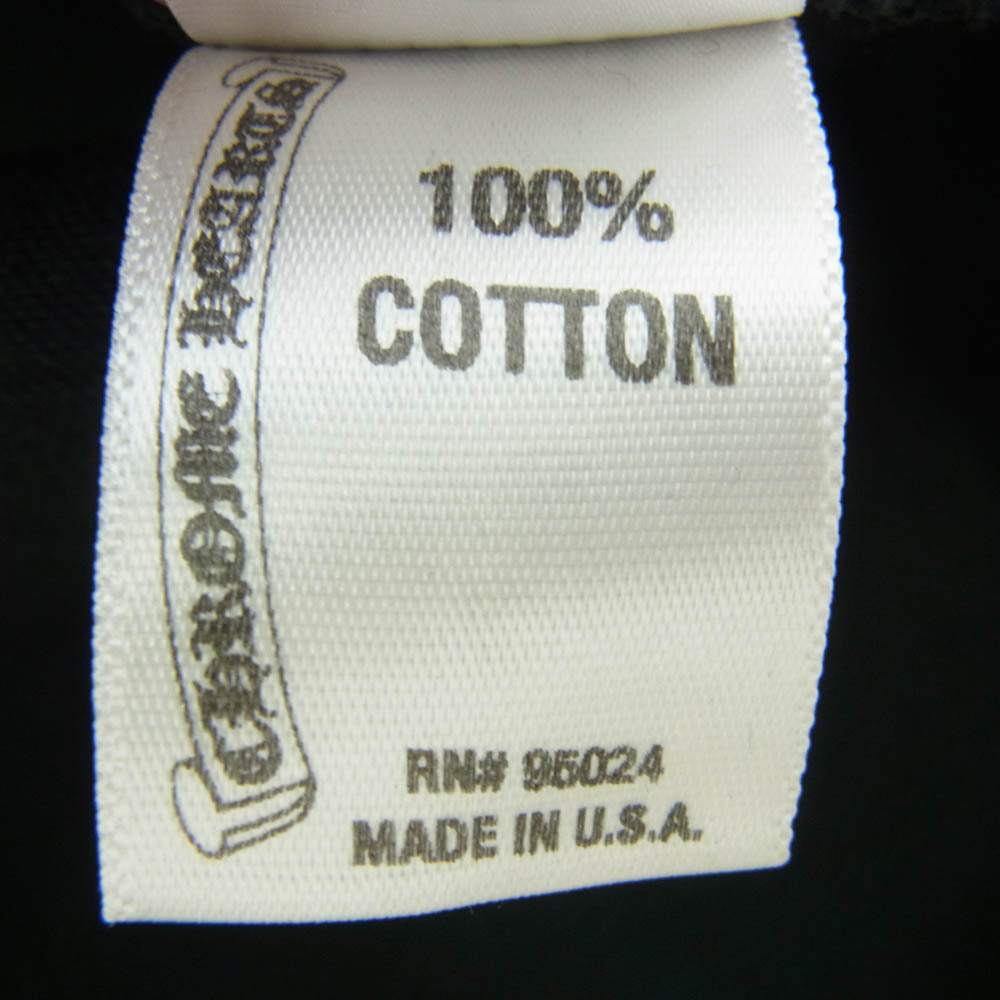 CHROME HEARTS
100%
COTTON
RN# 95024
MADE IN U.S.A.